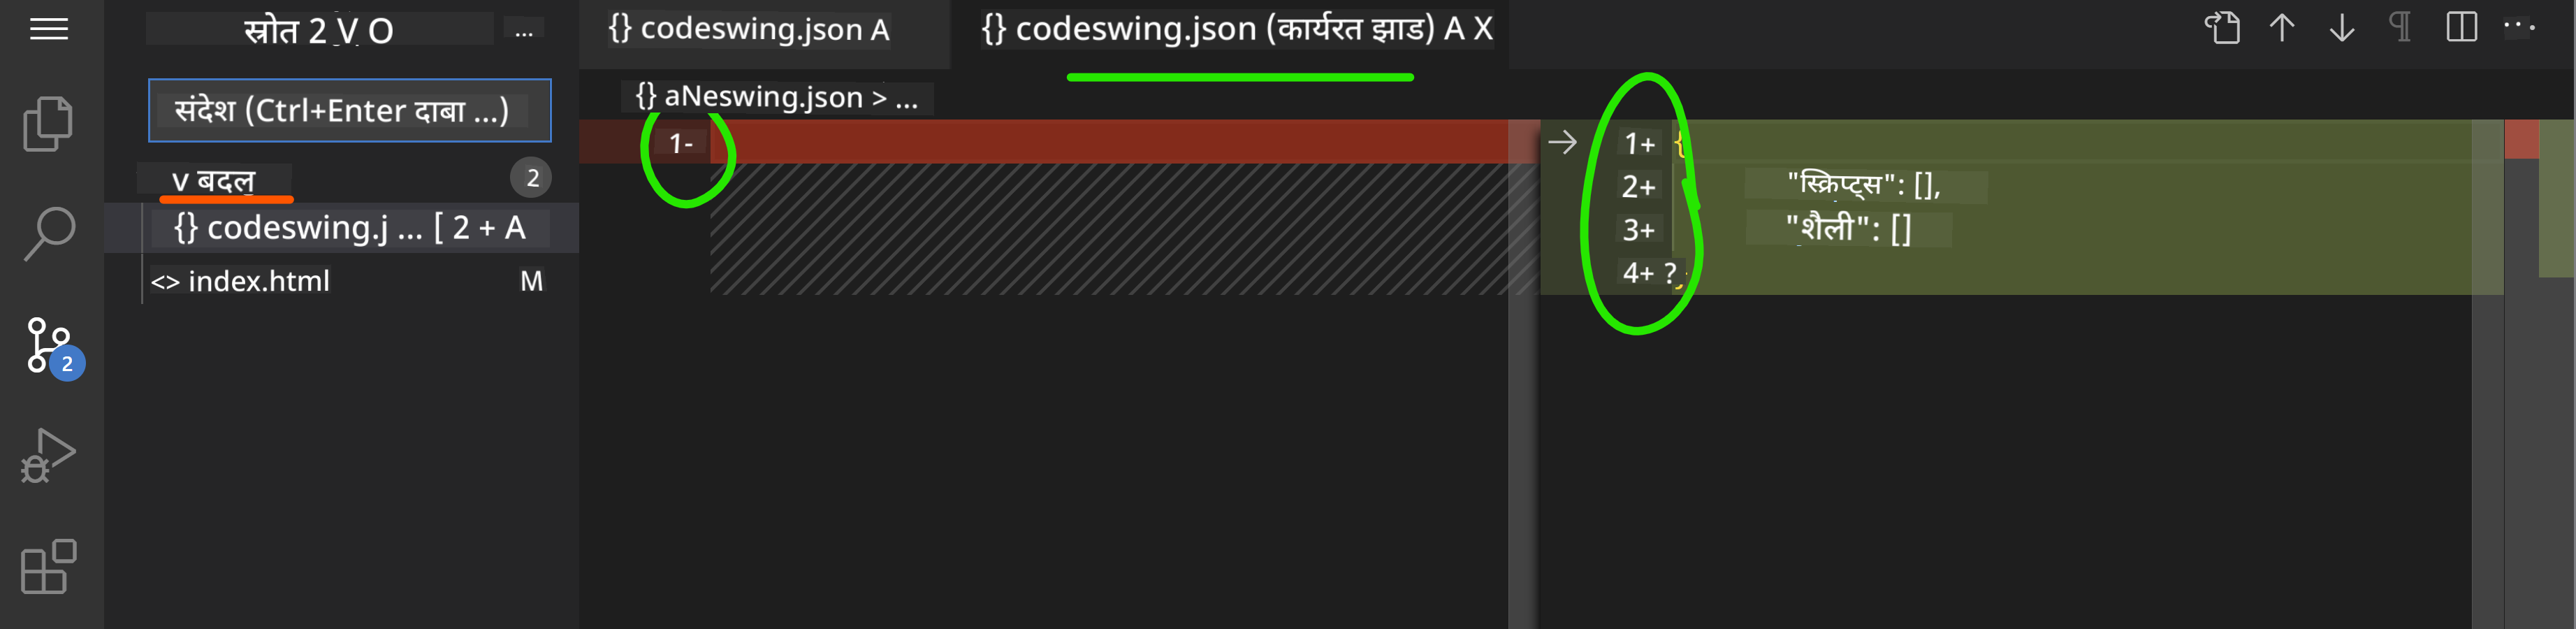 स्रोत 2 V O
...
{} codeswing.json A
{} codeswing.json (कार्यरत झाड) A X
संदेश (Ctrl+Enter दाबा ...)
{} aNeswing.json > ...
v बदल
2
{} codeswing.j ... [ 2 + A
<> index.html M
2
1-
1+ {
2+ "स्क्रिप्ट्स": [],
3+ "शैली": []
4+ ?